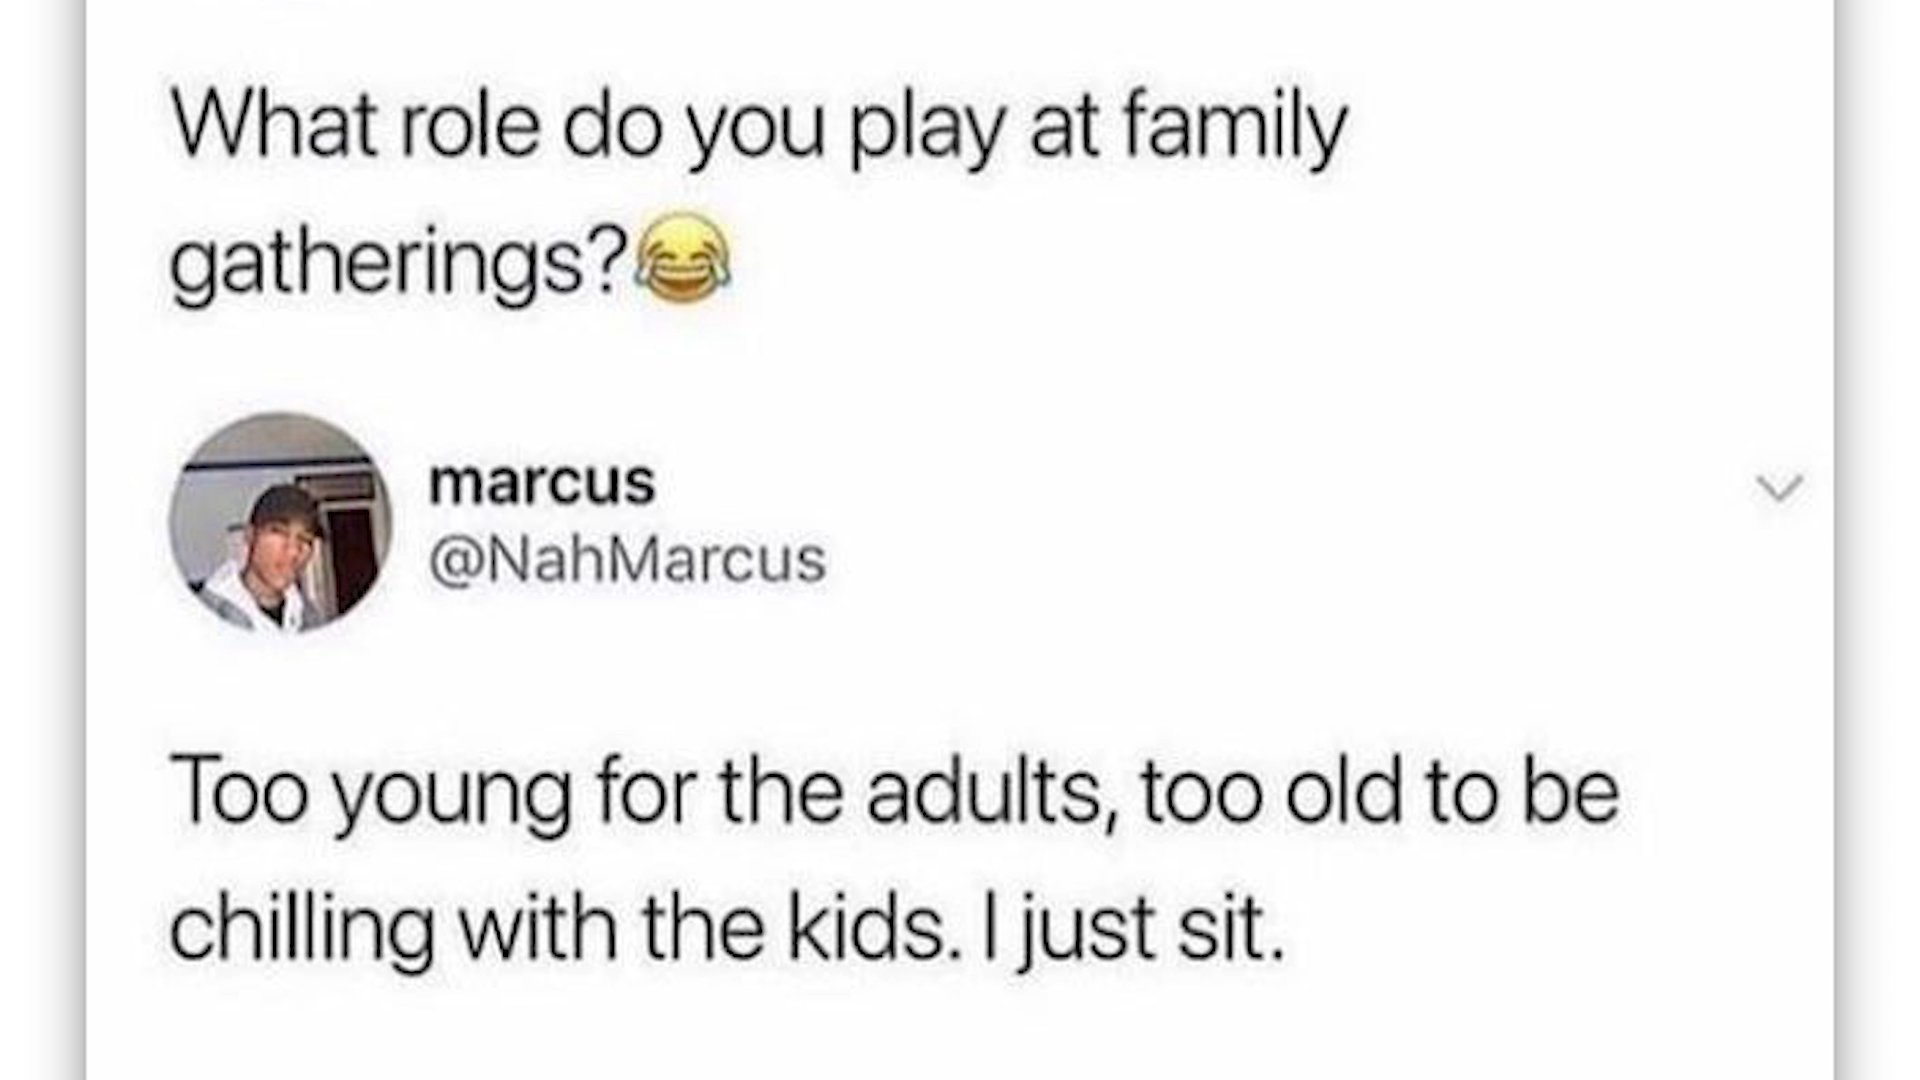 What role do you play at family
gatherings?😂
marcus
@NahMarcus
Too young for the adults, too old to be
chilling with the kids. I just sit.